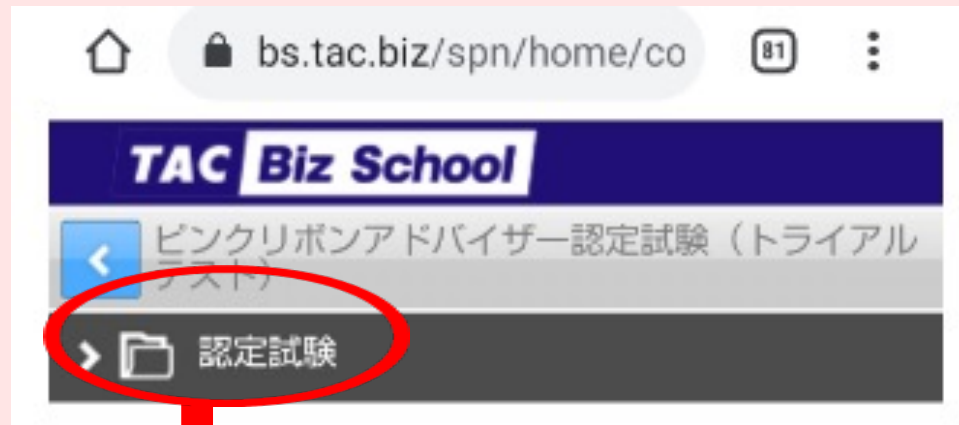 bs.tac.biz/spn/home/co 81
TAC Biz School
ピンクリボンアドバイザー認定試験（トライアル
テスト）
認定試験